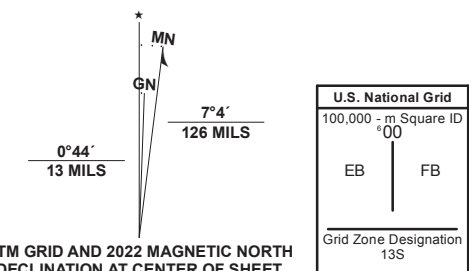 ★
MN
GN
7°4´
126 MILS
0°44´
13 MILS
TM GRID AND 2022 MAGNETIC NORTH
DECLINATION AT CENTER OF SHEET
U.S. National Grid
100,000 - m Square ID
⁶00
EB FB
Grid Zone Designation
13S